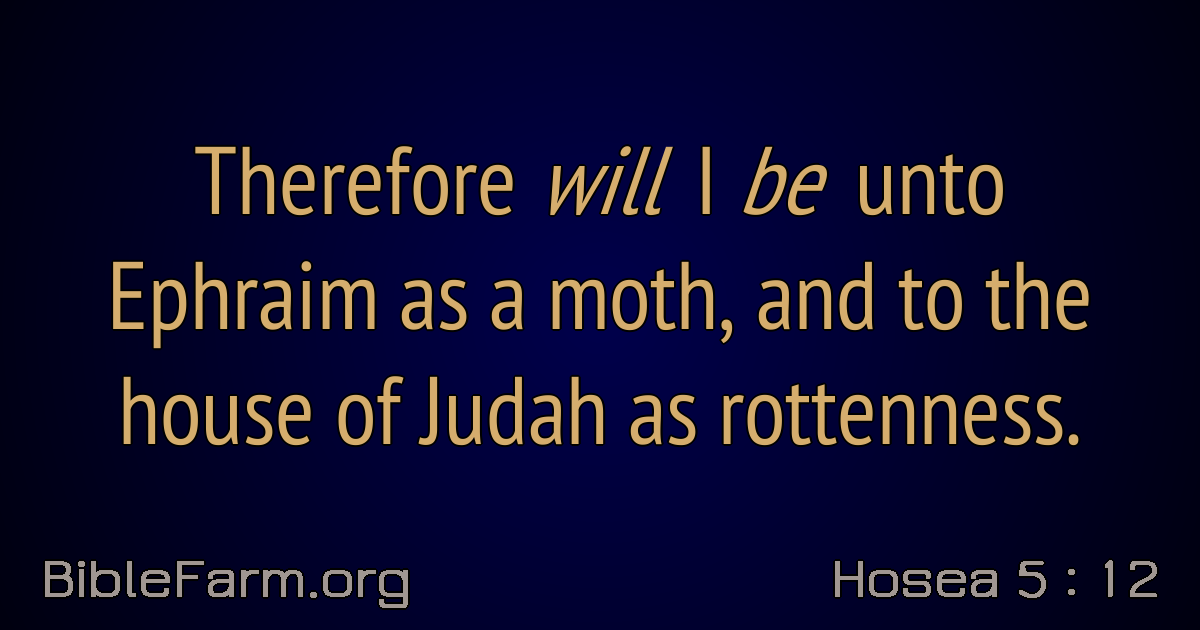 Therefore will I be unto
Ephraim as a moth, and to the
house of Judah as rottenness.
BibleFarm.org
Hosea 5 : 12